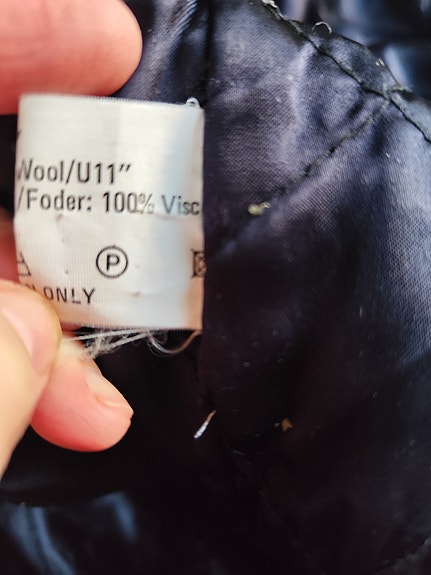 Wool/U11"
/Foder: 100% Visc
P
ONLY